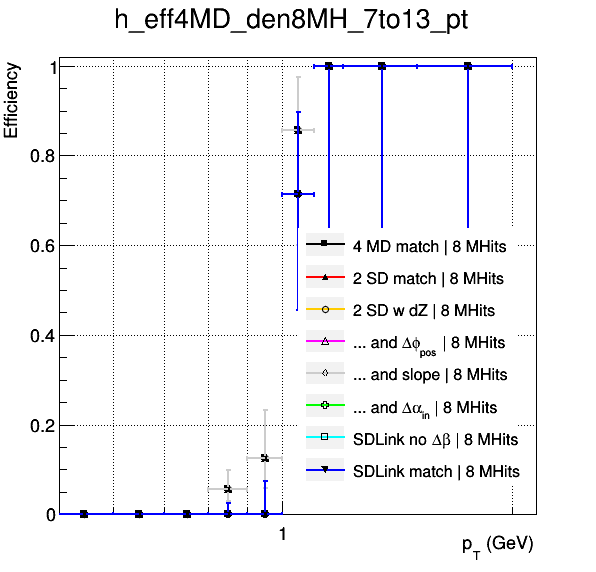 h_eff4MD_den8MH_7to13_pt
Efficiency
1
0.8
0.6
0.4
0.2
0
4 MD match | 8 MHits
2 SD match | 8 MHits
2 SD w dZ | 8 MHits
... and Δϕpos | 8 MHits
... and slope | 8 MHits
... and Δαin | 8 MHits
SDLink no Δβ | 8 MHits
SDLink match | 8 MHits
1
pT (GeV)